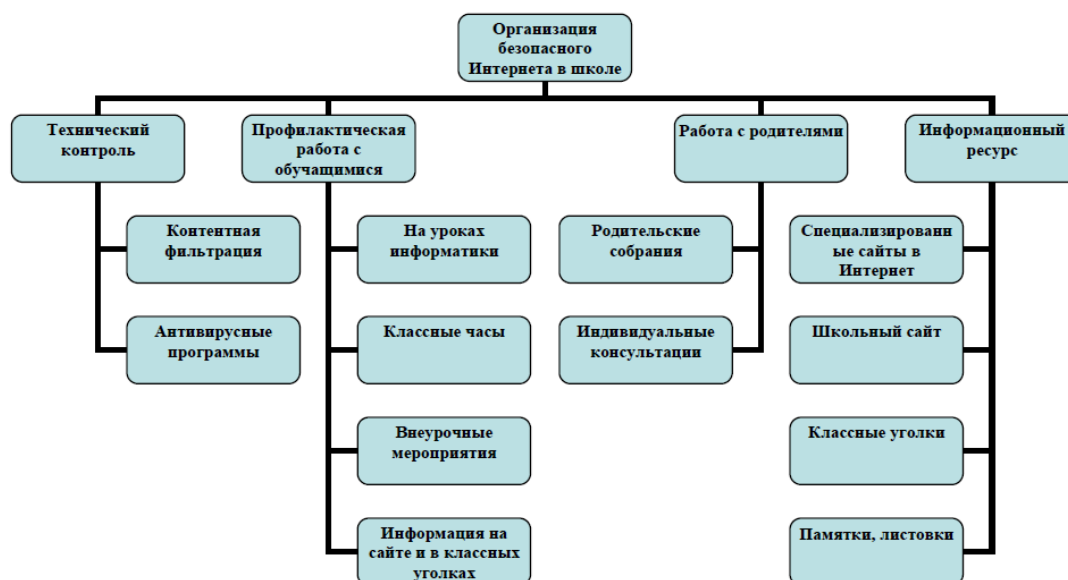 Организация
безопасного
Интернета в школе
Технический
контроль
Профилактическая
работа с
обучащимися
Работа с родителями
Информационный
ресурс
Контентная
фильтрация
На уроках
информатики
Родительские
собрания
Специализированн
ые сайты в
Интернет
Антивирусные
программы
Классные часы
Индивидуальные
консультации
Школьный сайт
Внеурочные
мероприятия
Классные уголки
Информация на
сайте и в классных
уголках
Памятки, листовки